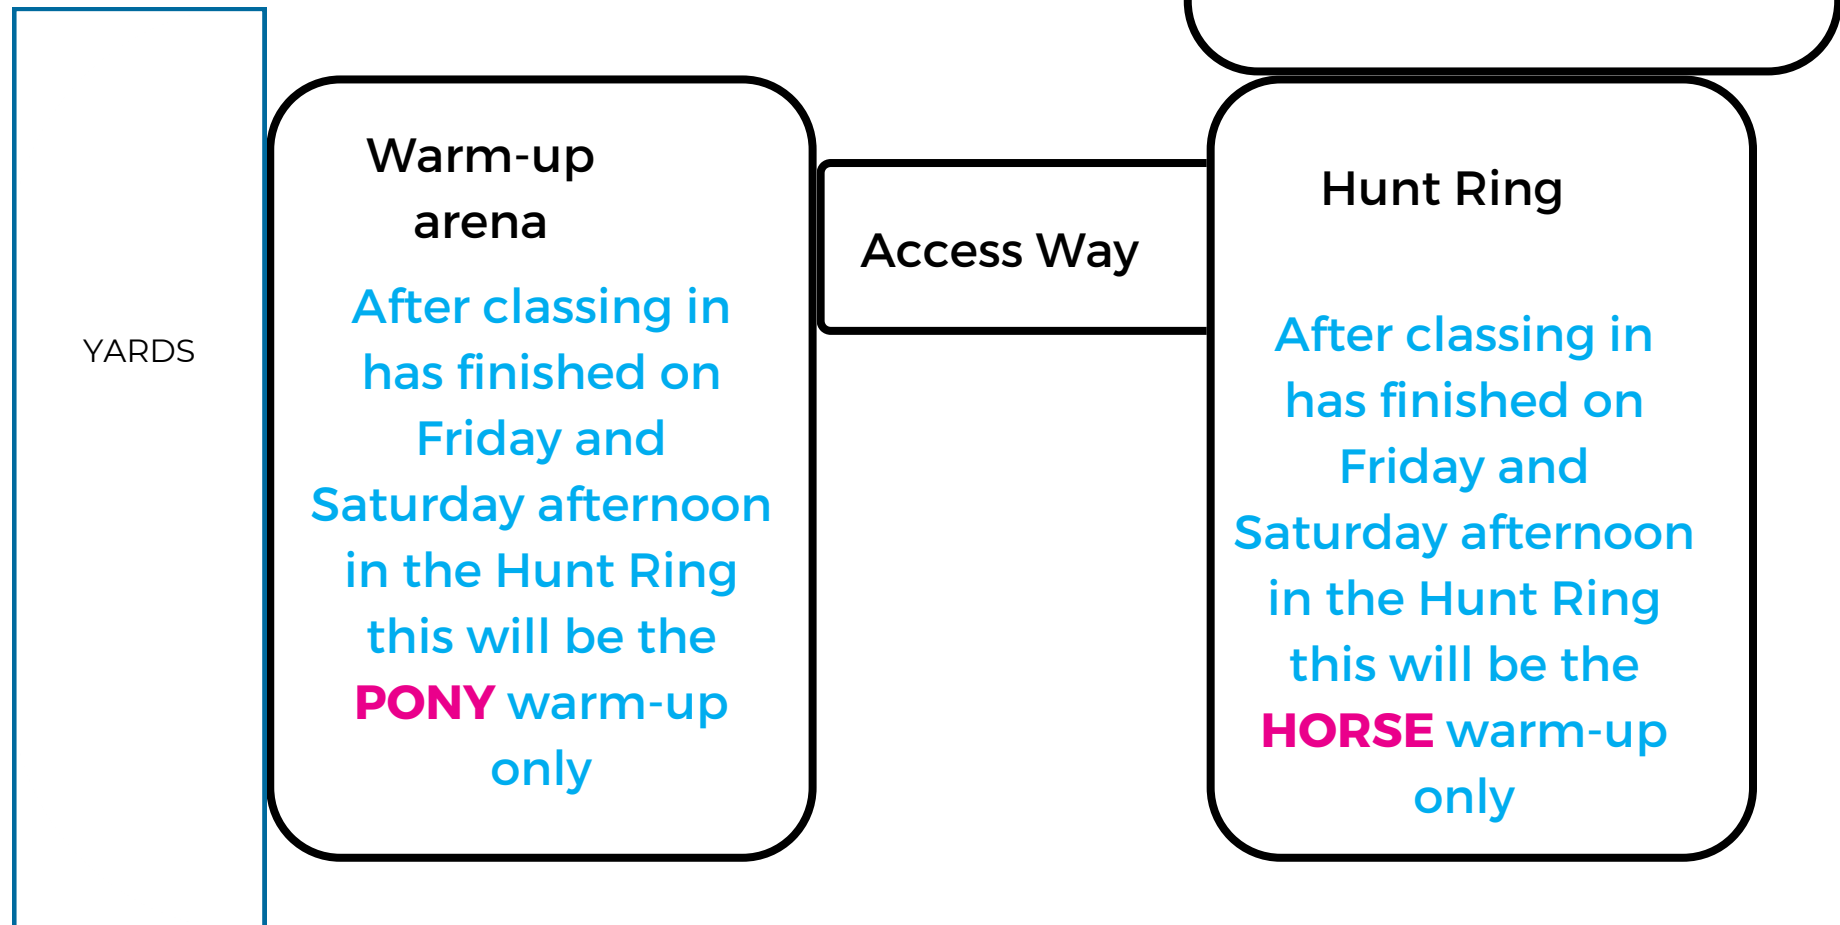 YARDS
Warm-up
arena
After classing in
has finished on
Friday and
Saturday afternoon
in the Hunt Ring
this will be the
PONY warm-up
only
Access Way
Hunt Ring
After classing in
has finished on
Friday and
Saturday afternoon
in the Hunt Ring
this will be the
HORSE warm-up
only